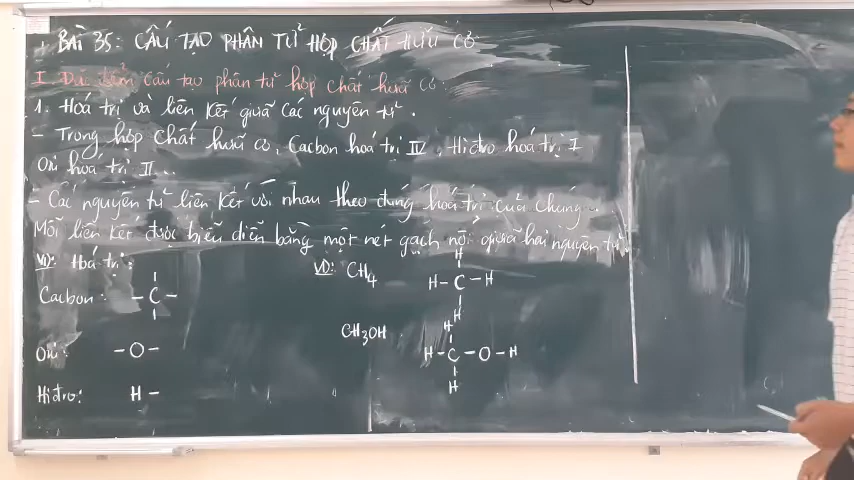 BÀI 35: CẤU TẠO PHÂN TỬ HỢP CHẤT HỮU CƠ
I. Đặc điểm cấu tạo phân tử hợp chất hữu cơ:
1. Hoá trị và liên kết giữa các nguyên tử.
- Trong hợp chất hữu cơ, Cacbon hoá trị IV, Hiđro hoá trị I
Oxi hoá trị II...
- Các nguyên tử liên kết với nhau theo đúng hoá trị của chúng.
Mỗi liên kết được biểu diễn bằng một nét gạch nối giữa hai nguyên tử.
VD: Hoá trị: VD: CH4
H
H-C-H
H
Cacbon: -C-
CH3OH
H
H-C-O-H
H
Oxi: -O-
Hiđro: H-